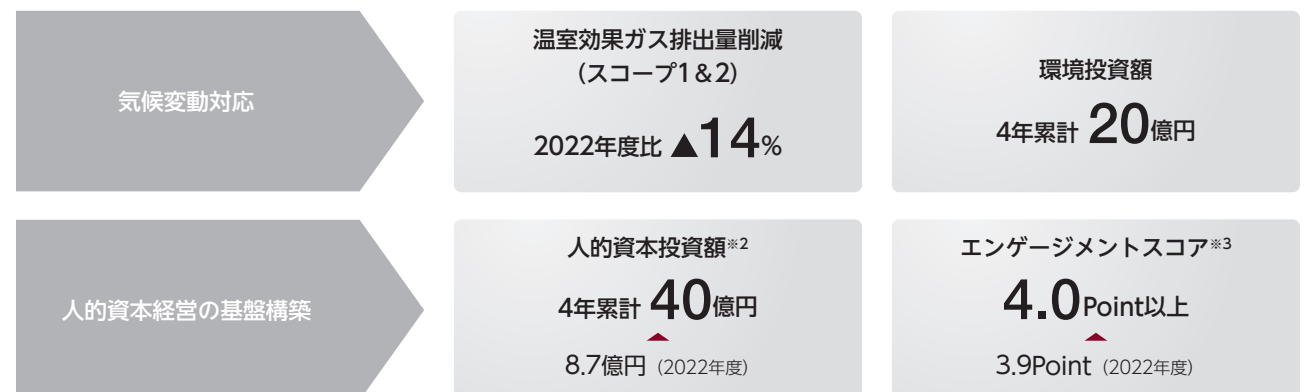 気候変動対応
温室効果ガス排出量削減
（スコープ1＆2）
2022年度比 ▲14%
環境投資額
4年累計 20億円
人的資本経営の基盤構築
人的資本投資額※2
4年累計 40億円
8.7億円（2022年度）
エンゲージメントスコア※3
4.0Point以上
3.9Point（2022年度）